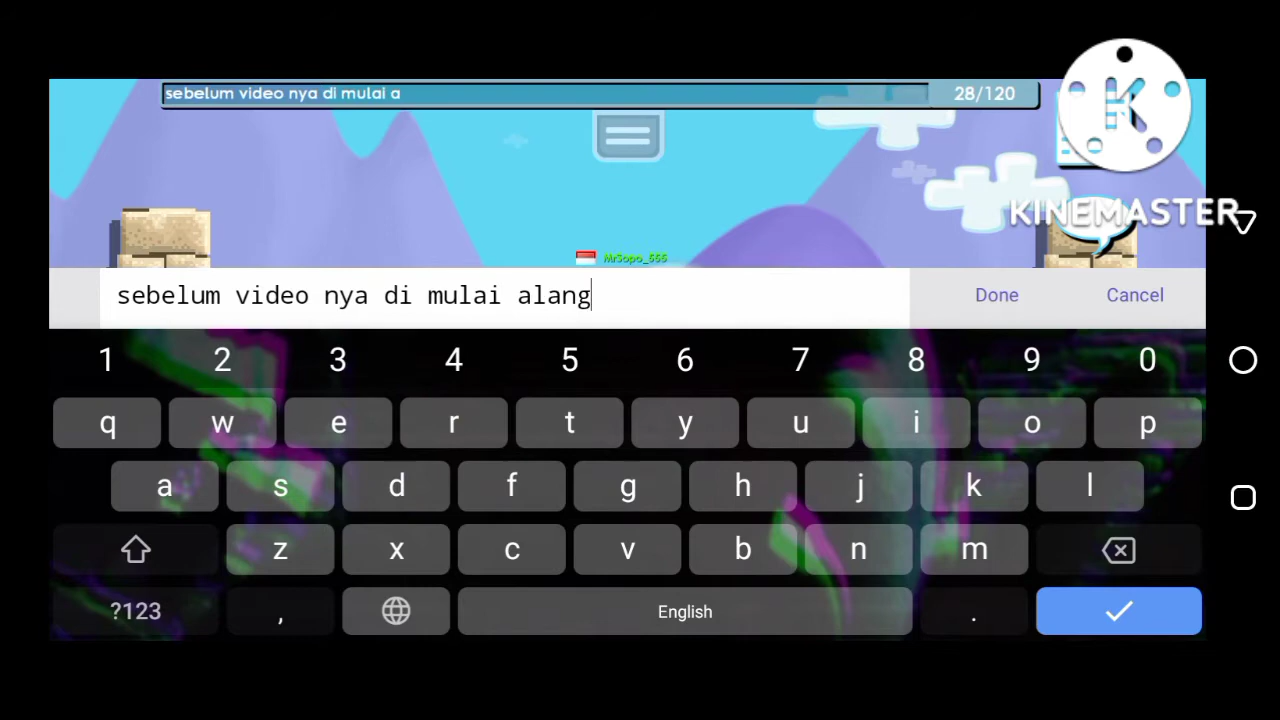 sebelum video nya di mulai a
28/120
KINEMASTER
MrSopo_555
sebelum video nya di mulai alang
Done
Cancel
1 2 3 4 5 6 7 8 9 0
q w e r t y u i o p
a s d f g h j k l
z x c v b n m
?123 , English .